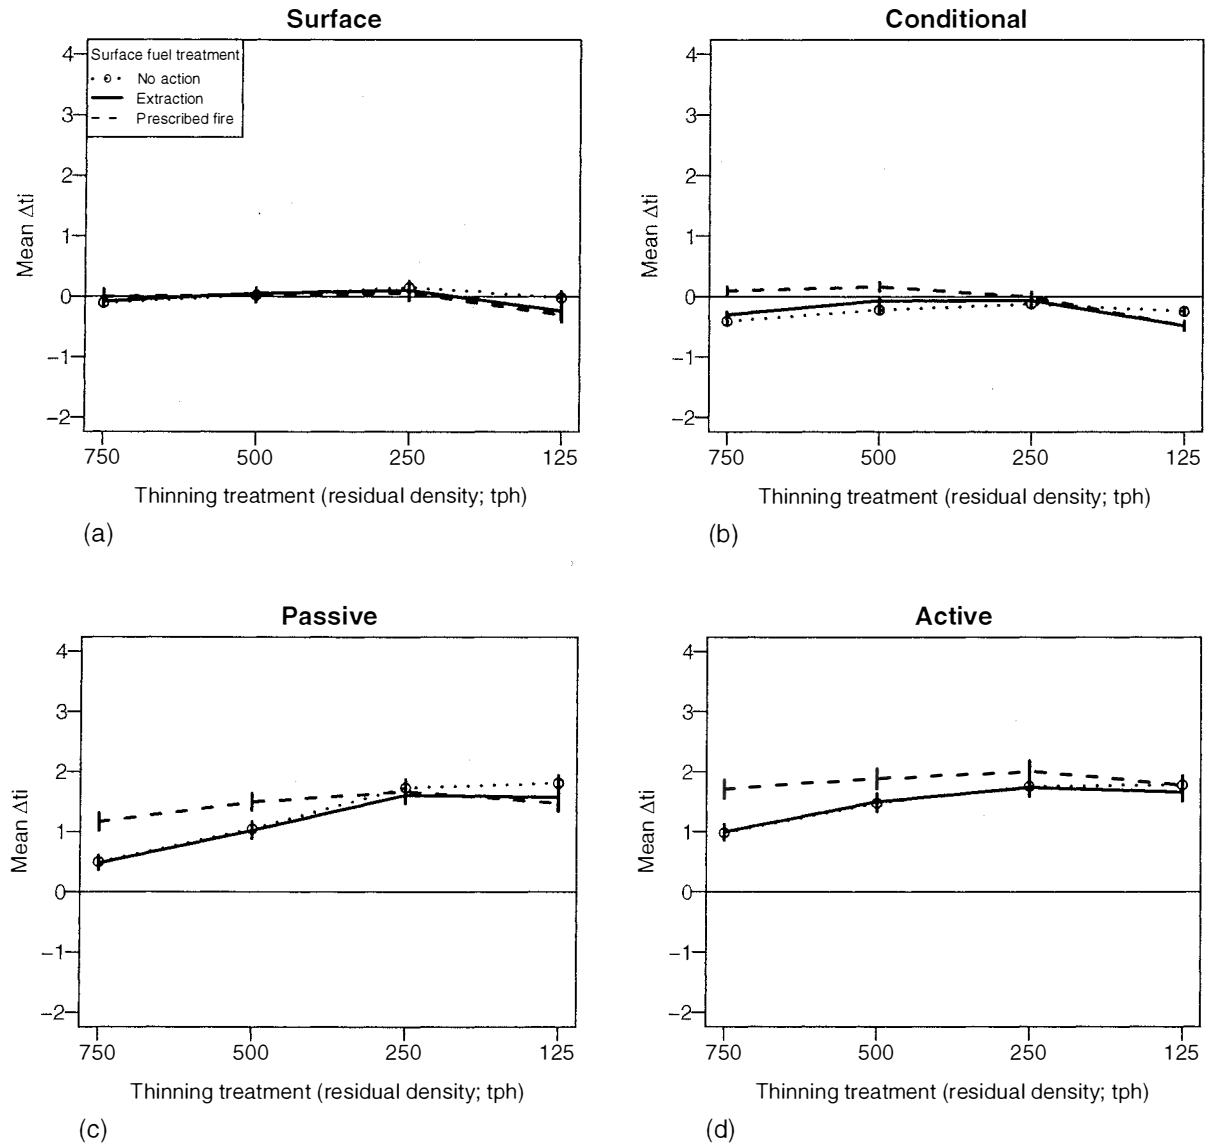 Surface
4
3
2
1
0
−1
−2
Mean Δti
Surface fuel treatment
No action
Extraction
Prescribed fire
750 500 250 125
Thinning treatment (residual density; tph)
(a)
Conditional
4
3
2
1
0
−1
−2
Mean Δti
750 500 250 125
Thinning treatment (residual density; tph)
(b)
Passive
4
3
2
1
0
−1
−2
Mean Δti
750 500 250 125
Thinning treatment (residual density; tph)
(c)
Active
4
3
2
1
0
−1
−2
Mean Δti
750 500 250 125
Thinning treatment (residual density; tph)
(d)